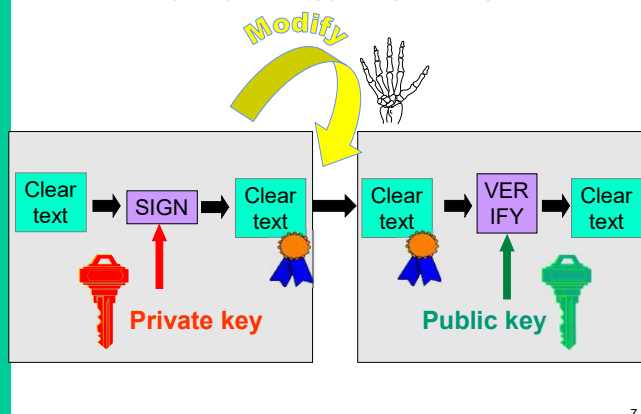 Modify
Clear
text
SIGN
Clear
text
Clear
text
VER
IFY
Clear
text
Private key
Public key
7